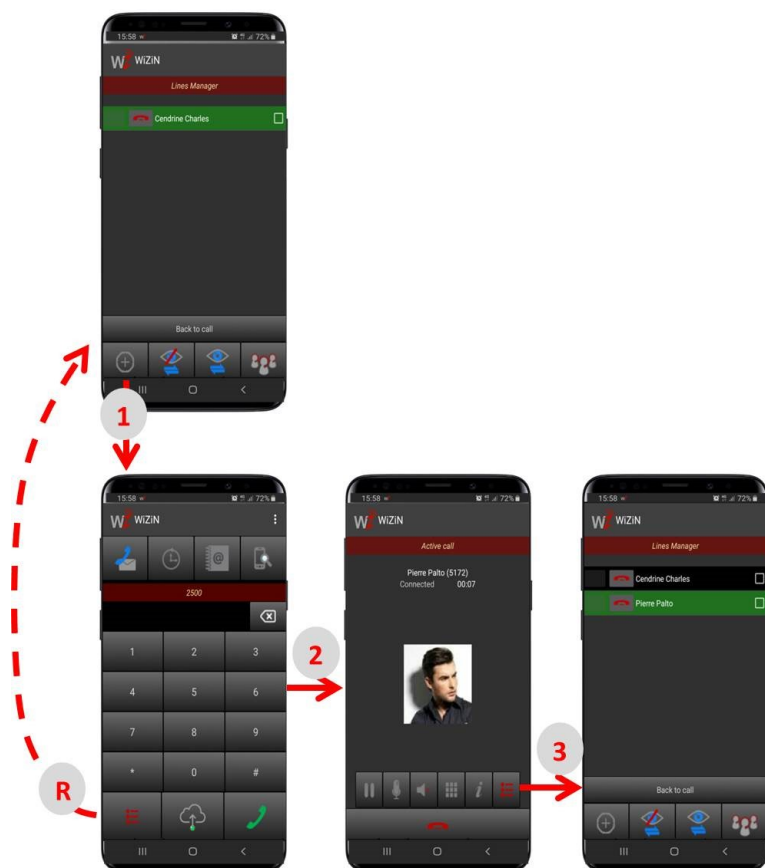 15:58 72%
WiZiN
Lines Manager
Cendrine Charles
Back to call
1
15:58 72%
WiZiN
2500
1 2 3
4 5 6
7 8 9
* 0 #
R
2
15:58 72%
WiZiN
Active call
Pierre Palto (5172)
Connected 00:07
3
15:58 72%
WiZiN
Lines Manager
Cendrine Charles
Pierre Palto
Back to call